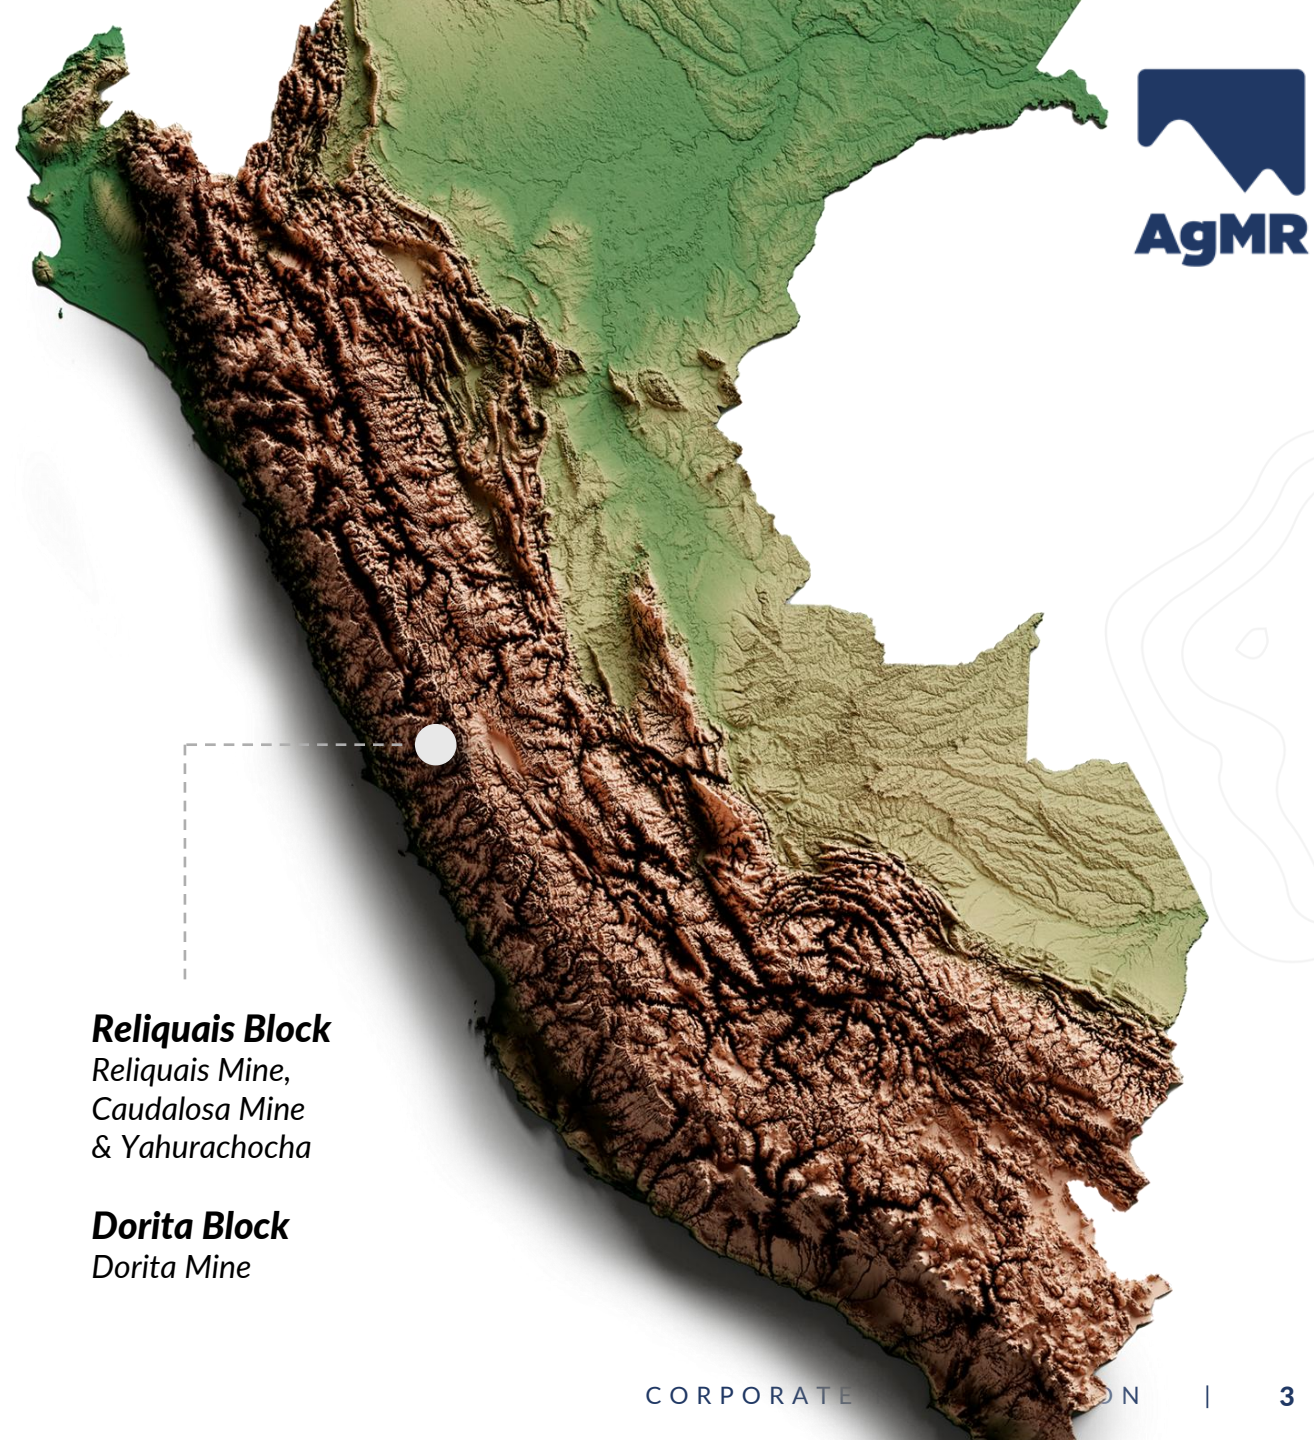 AgMR
Reliquais Block
Reliquais Mine,
Caudalosa Mine
& Yahurachocha
Dorita Block
Dorita Mine
CORPORATE | 3